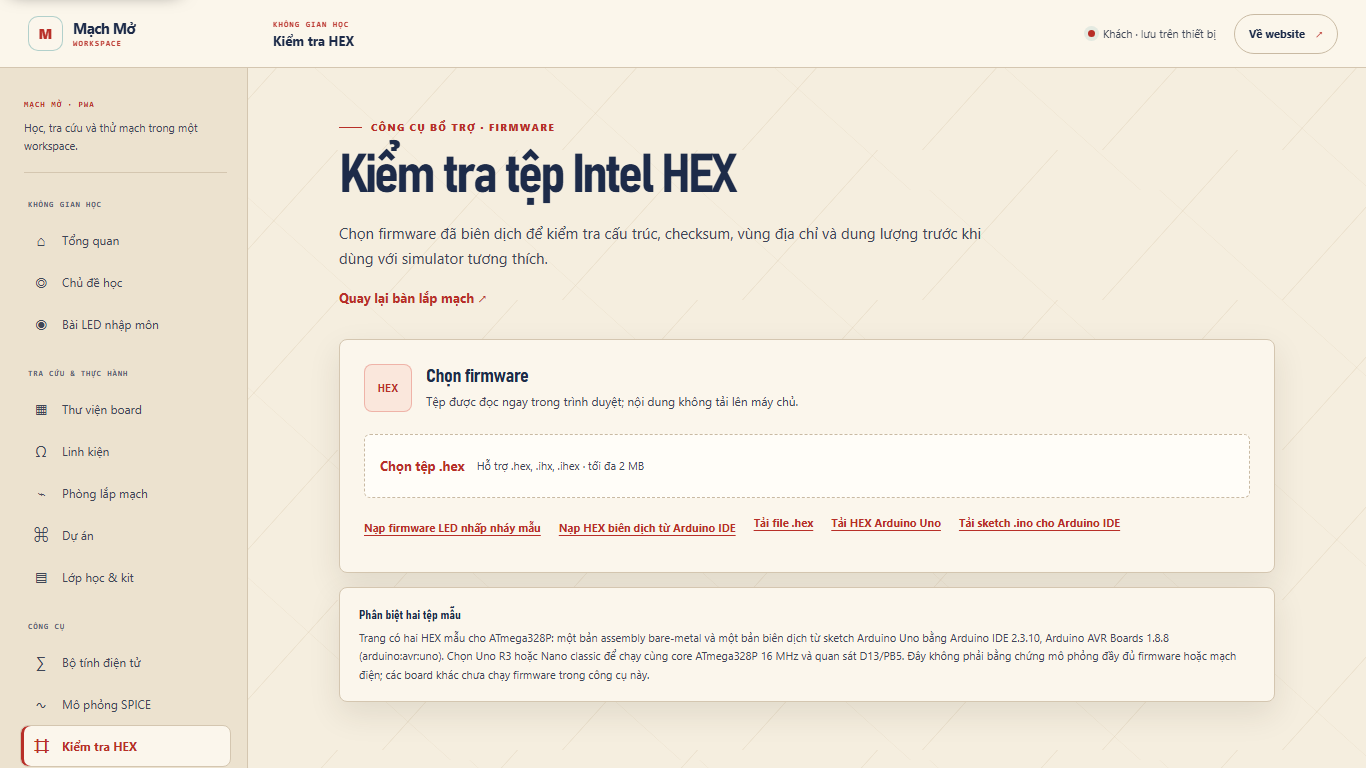 M
Mạch Mở
WORKSPACE
KHÔNG GIAN HỌC
Kiểm tra HEX
Khách · lưu trên thiết bị
Về website ↗
MẠCH MỞ · PWA
Học, tra cứu và thử mạch trong một
workspace.
KHÔNG GIAN HỌC
Tổng quan
Chủ đề học
Bài LED nhập môn
TRA CỨU & THỰC HÀNH
Thư viện board
Ω Linh kiện
Phòng lắp mạch
⌘ Dự án
Lớp học & kit
CÔNG CỤ
∑ Bộ tính điện tử
∿ Mô phỏng SPICE
Kiểm tra HEX
CÔNG CỤ BỔ TRỢ · FIRMWARE
Kiểm tra tệp Intel HEX
Chọn firmware đã biên dịch để kiểm tra cấu trúc, checksum, vùng địa chỉ và dung lượng trước khi
dùng với simulator tương thích.
Quay lại bàn lắp mạch ↗
HEX
Chọn firmware
Tệp được đọc ngay trong trình duyệt; nội dung không tải lên máy chủ.
Chọn tệp .hex Hỗ trợ .hex, .ihx, .ihex · tối đa 2 MB
Nạp firmware LED nhấp nháy mẫu Nạp HEX biên dịch từ Arduino IDE Tải file .hex Tải HEX Arduino Uno Tải sketch .ino cho Arduino IDE
Phân biệt hai tệp mẫu
Trang có hai HEX mẫu cho ATmega328P: một bản assembly bare-metal và một bản biên dịch từ sketch Arduino Uno bằng Arduino IDE 2.3.10, Arduino AVR Boards 1.8.8
(arduino:avr:uno). Chọn Uno R3 hoặc Nano classic để chạy cùng core ATmega328P 16 MHz và quan sát D13/PB5. Đây không phải bằng chứng mô phỏng đầy đủ firmware hoặc mạch
điện; các board khác chưa chạy firmware trong công cụ này.